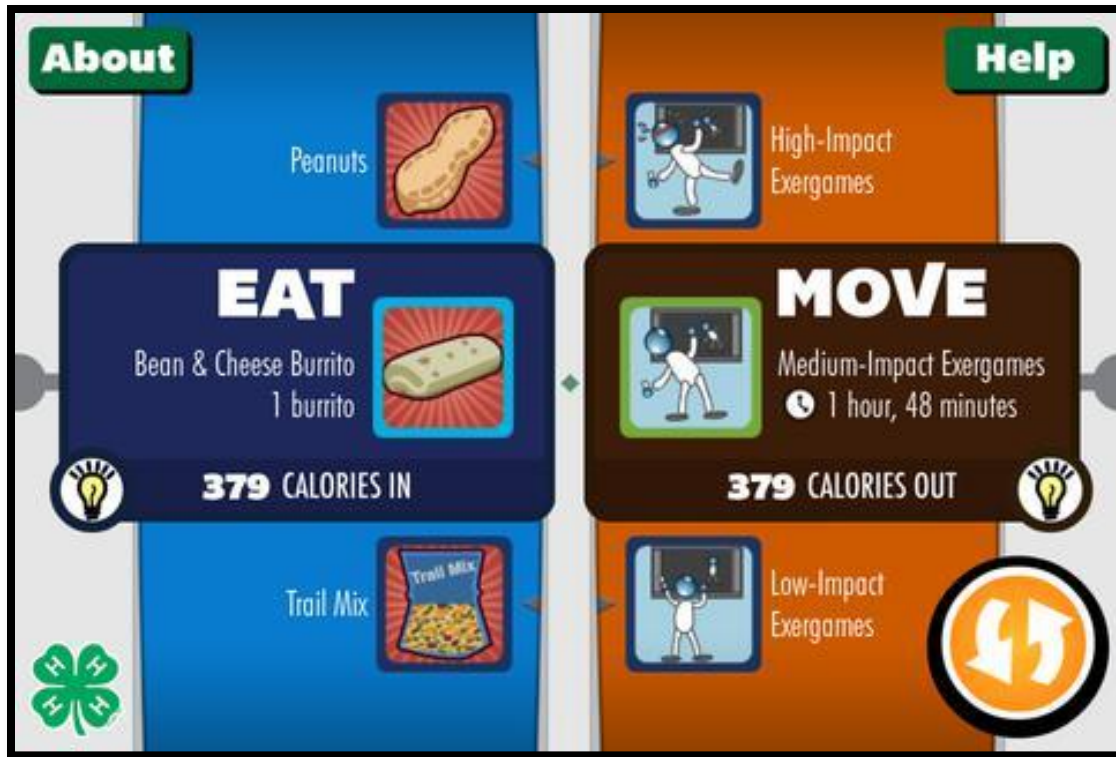 About
Help
Peanuts
High-Impact
Exergames
EAT
Bean & Cheese Burrito
1 burrito
379 CALORIES IN
MOVE
Medium-Impact Exergames
1 hour, 48 minutes
379 CALORIES OUT
Trail Mix
Trail Mix
Low-Impact
Exergames
H H
H H